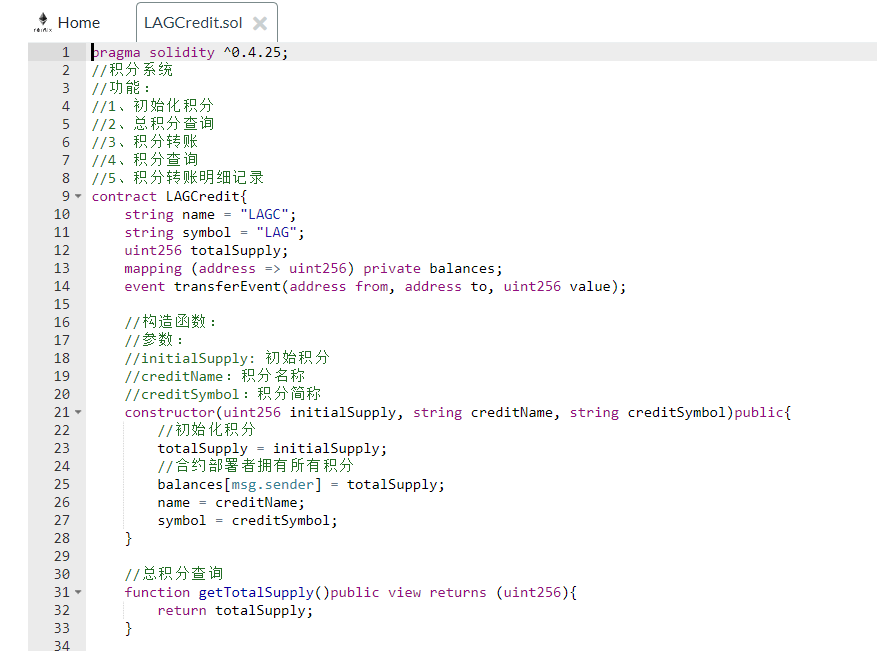 remix Home LAGCredit.sol
1 pragma solidity ^0.4.25;
2 //积分系统
3 //功能：
4 //1、初始化积分
5 //2、总积分查询
6 //3、积分转账
7 //4、积分查询
8 //5、积分转账明细记录
9 contract LAGCredit{
10 string name = "LAGC";
11 string symbol = "LAG";
12 uint256 totalSupply;
13 mapping (address => uint256) private balances;
14 event transferEvent(address from, address to, uint256 value);
15
16 //构造函数：
17 //参数：
18 //initialSupply: 初始积分
19 //creditName：积分名称
20 //creditSymbol：积分简称
21 constructor(uint256 initialSupply, string creditName, string creditSymbol)public{
22 //初始化积分
23 totalSupply = initialSupply;
24 //合约部署者拥有所有积分
25 balances[msg.sender] = totalSupply;
26 name = creditName;
27 symbol = creditSymbol;
28 }
29
30 //总积分查询
31 function getTotalSupply()public view returns (uint256){
32 return totalSupply;
33 }
34